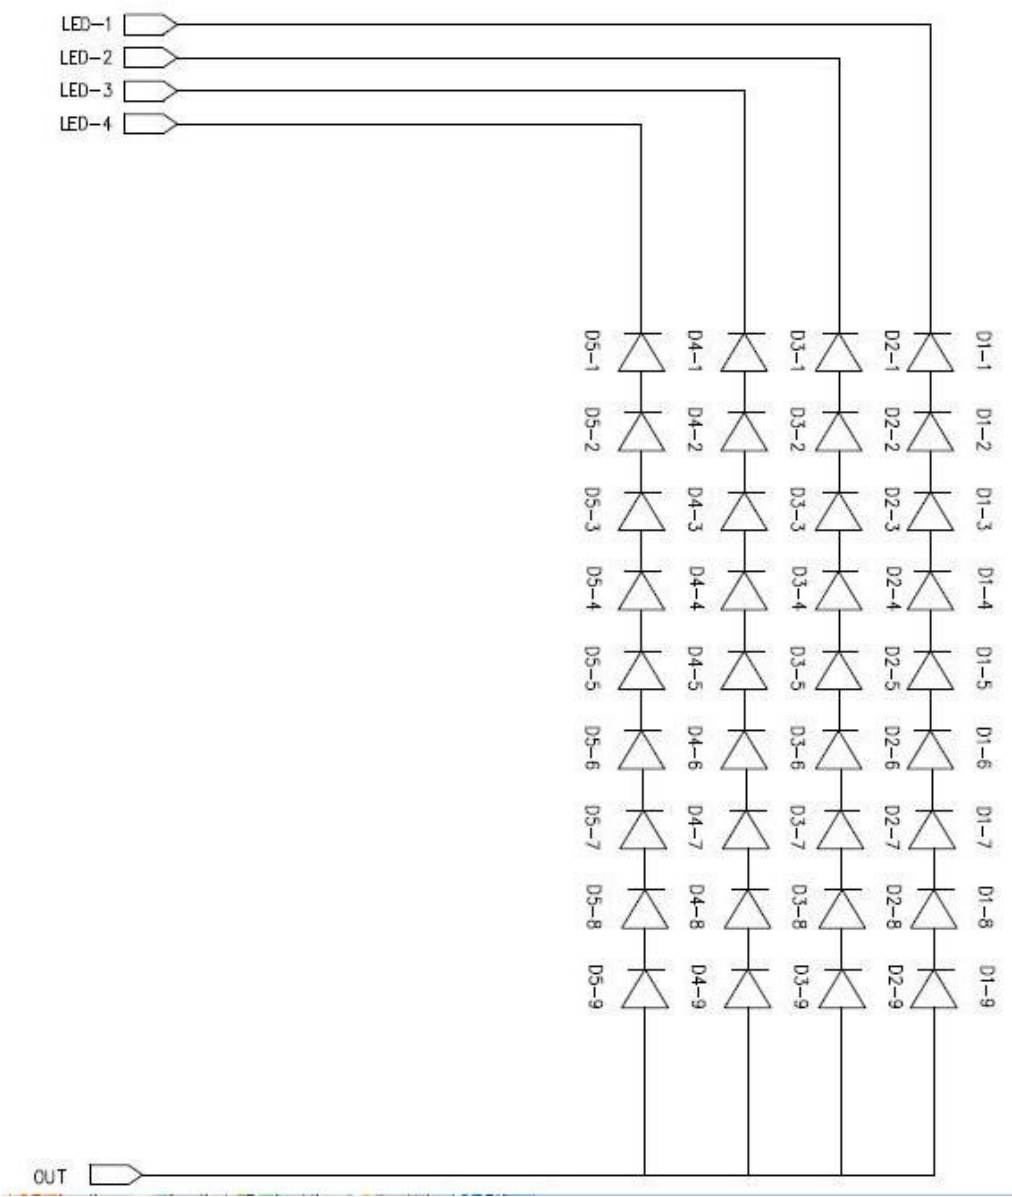 LED-1
LED-2
LED-3
LED-4
D5-1 D4-1 D3-1 D2-1 D1-1
D5-2 D4-2 D3-2 D2-2 D1-2
D5-3 D4-3 D3-3 D2-3 D1-3
D5-4 D4-4 D3-4 D2-4 D1-4
D5-5 D4-5 D3-5 D2-5 D1-5
D5-6 D4-6 D3-6 D2-6 D1-6
D5-7 D4-7 D3-7 D2-7 D1-7
D5-8 D4-8 D3-8 D2-8 D1-8
D5-9 D4-9 D3-9 D2-9 D1-9
OUT